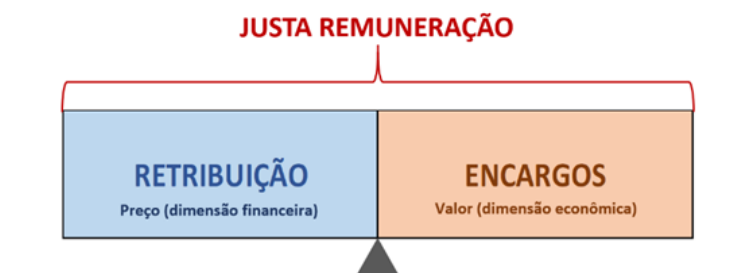 JUSTA REMUNERAÇÃO
RETRIBUIÇÃO
Preço (dimensão financeira)
ENCARGOS
Valor (dimensão econômica)